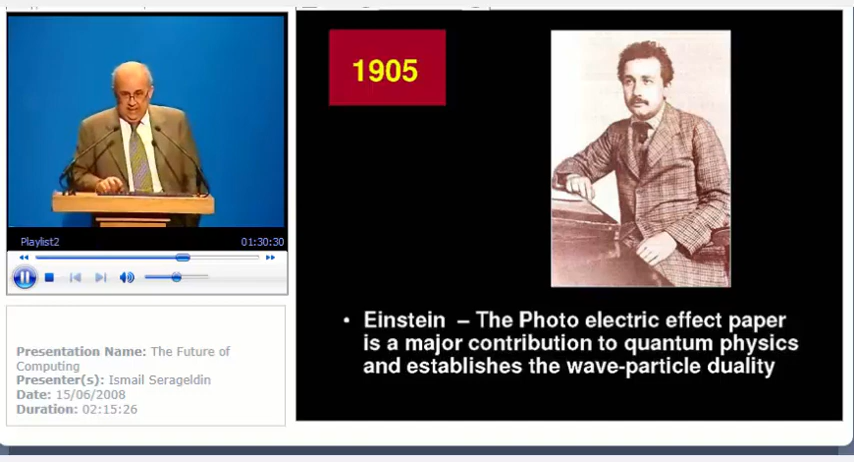 1905
Playlist2 01:30:30
Presentation Name: The Future of
Computing
Presenter(s): Ismail Serageldin
Date: 15/06/2008
Duration: 02:15:26
• Einstein – The Photo electric effect paper
is a major contribution to quantum physics
and establishes the wave-particle duality